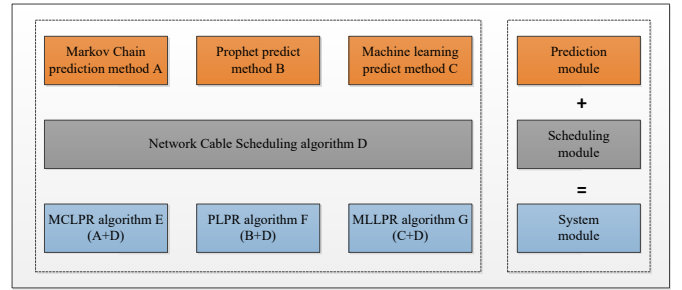 Markov Chain
prediction method A
Prophet predict
method B
Machine learning
predict method C
Prediction
module
+
Network Cable Scheduling algorithm D
Scheduling
module
=
MCLPR algorithm E
(A+D)
PLPR algorithm F
(B+D)
MLLPR algorithm G
(C+D)
System
module